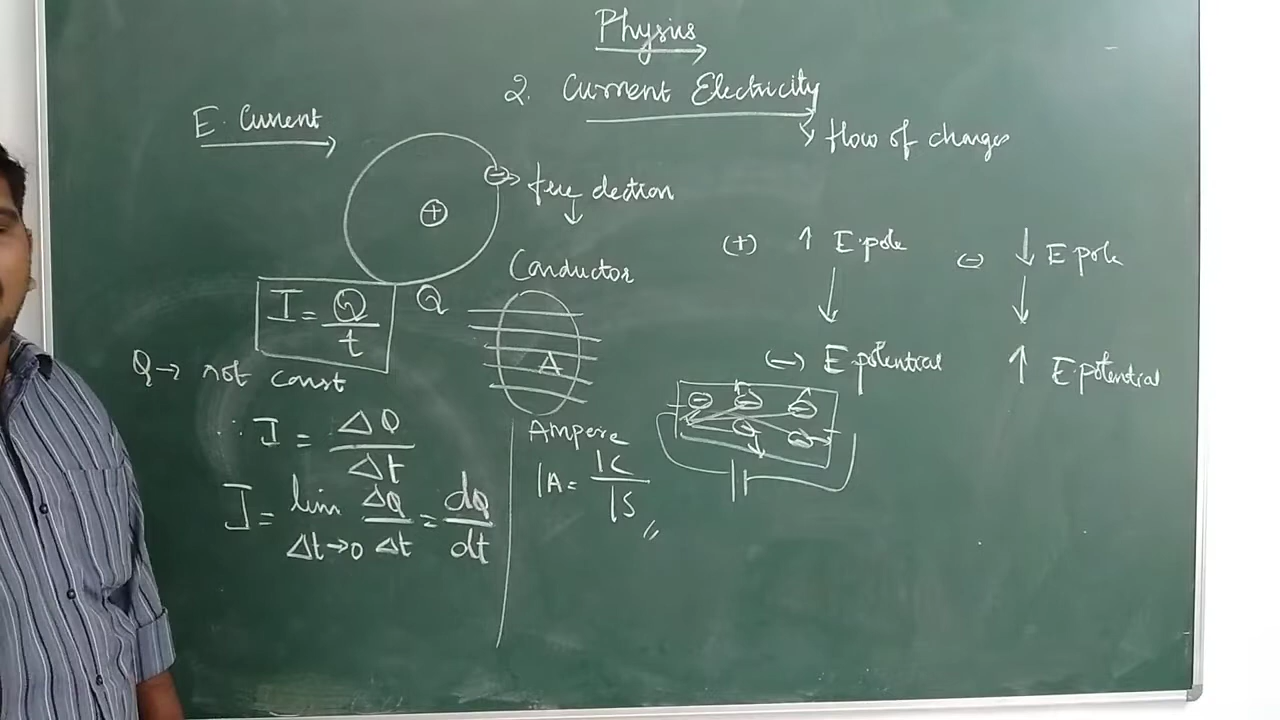 Physics
2. Current Electricity
flow of charges
E. Current
−
free electron
+
Conductor
I = Q/t
Q
A
Q → not const
∴ I = ΔQ/Δt
I = lim Δt→0 ΔQ/Δt = dQ/dt
Ampere
1A = 1C/1S
(+) ↑ E.pole
↓
(−) E.potential
⊖ ↓ E pole
↓
↑ E.potential
− − −
− −